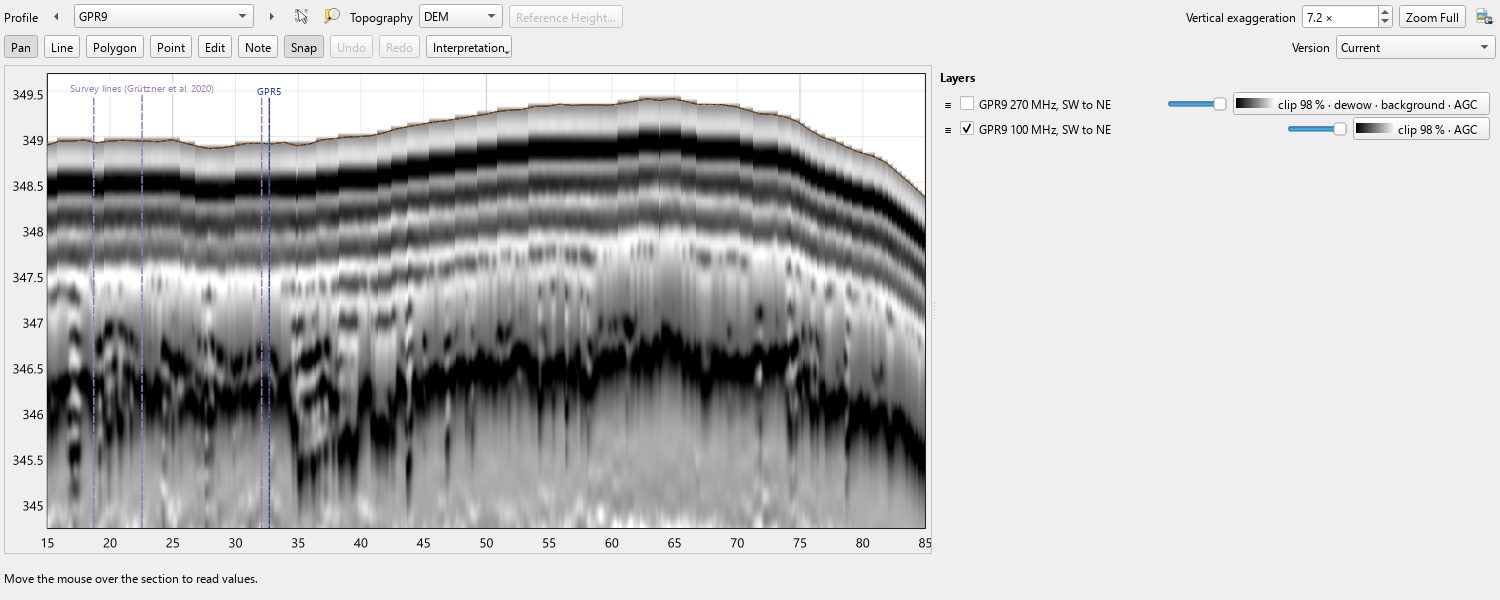 Profile GPR9 Topography DEM Reference Height... Vertical exaggeration 7.2 × Zoom Full
Pan Line Polygon Point Edit Note Snap Undo Redo Interpretation Version Current
Layers
Survey lines (Grützner et al. 2020) GPR5
GPR9 270 MHz, SW to NE clip 98 % · dewow · background · AGC
GPR9 100 MHz, SW to NE clip 98 % · AGC
349.5
349
348.5
348
347.5
347
346.5
346
345.5
345
15 20 25 30 35 40 45 50 55 60 65 70 75 80 85
Move the mouse over the section to read values.